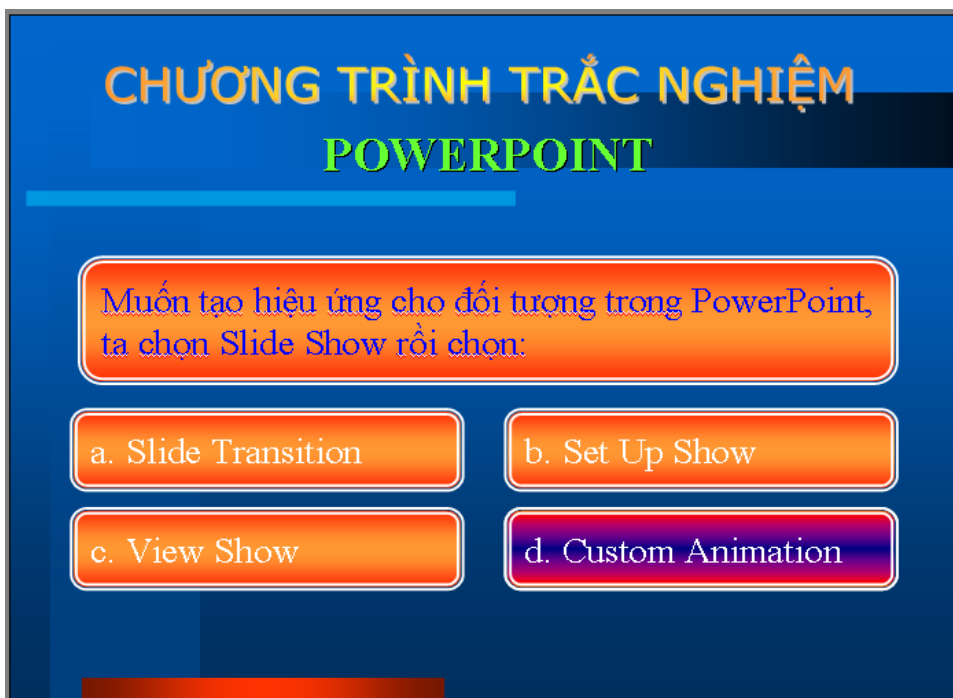 CHƯƠNG TRÌNH TRẮC NGHIỆM
POWERPOINT
Muốn tạo hiệu ứng cho đối tượng trong PowerPoint,
ta chọn Slide Show rồi chọn:
a. Slide Transition
b. Set Up Show
c. View Show
d. Custom Animation